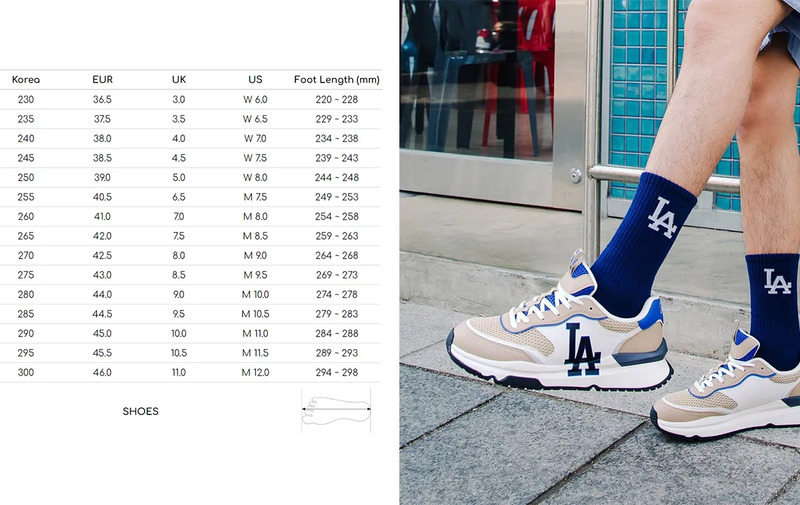 Korea EUR UK US Foot Length (mm)
230 36.5 3.0 W 6.0 220 ~ 228
235 37.5 3.5 W 6.5 229 ~ 233
240 38.0 4.0 W 7.0 234 ~ 238
245 38.5 4.5 W 7.5 239 ~ 243
250 39.0 5.0 W 8.0 244 ~ 248
255 40.5 6.5 M 7.5 249 ~ 253
260 41.0 7.0 M 8.0 254 ~ 258
265 42.0 7.5 M 8.5 259 ~ 263
270 42.5 8.0 M 9.0 264 ~ 268
275 43.0 8.5 M 9.5 269 ~ 273
280 44.0 9.0 M 10.0 274 ~ 278
285 44.5 9.5 M 10.5 279 ~ 283
290 45.0 10.0 M 11.0 284 ~ 288
295 45.5 10.5 M 11.5 289 ~ 293
300 46.0 11.0 M 12.0 294 ~ 298
SHOES
LA
LA
LA